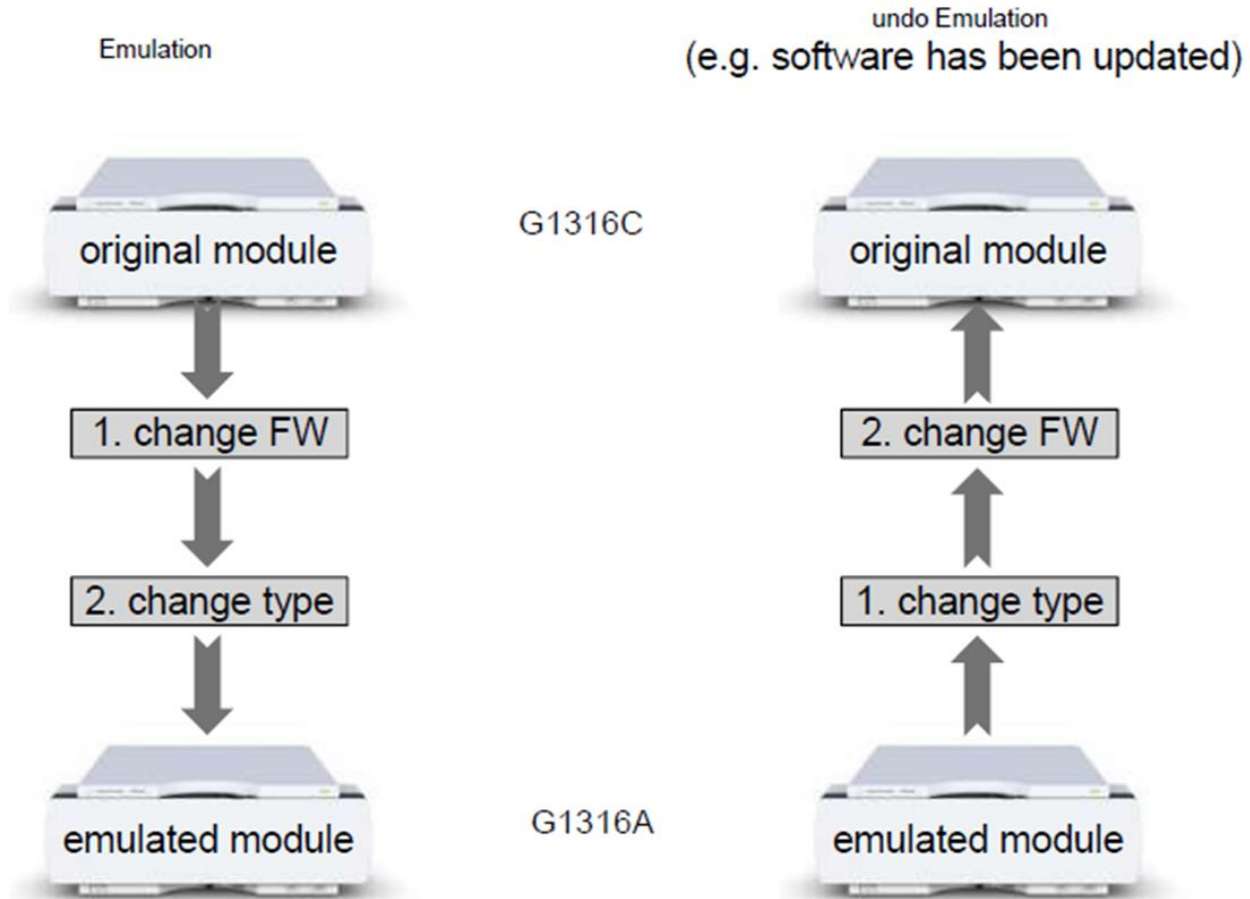 Emulation
undo Emulation
(e.g. software has been updated)
original module
G1316C
original module
1. change FW
2. change FW
2. change type
1. change type
emulated module
G1316A
emulated module